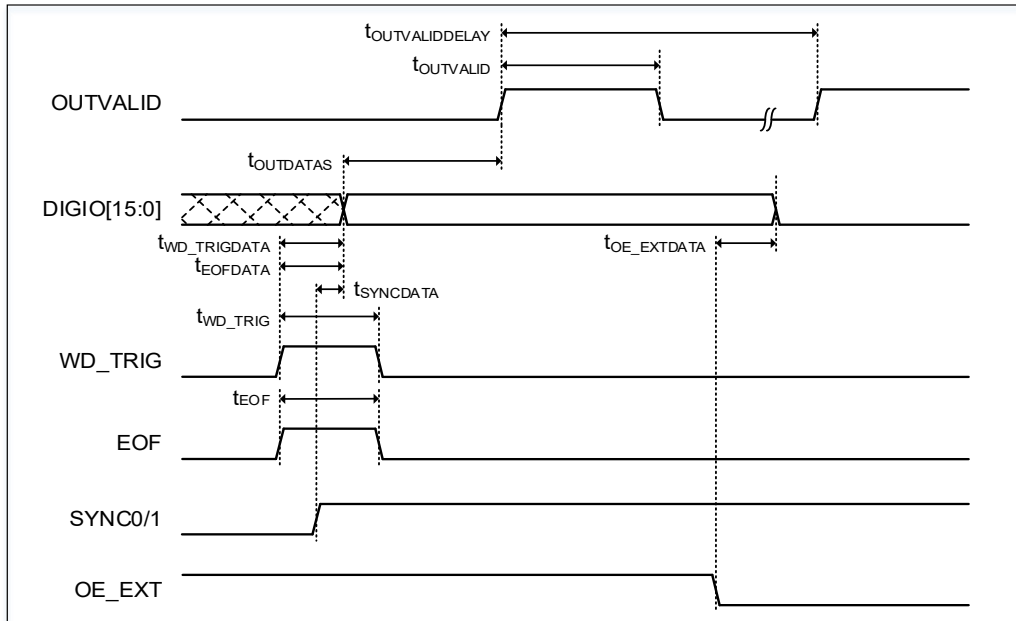 tOUTVALIDDELAY
tOUTVALID
OUTVALID
tOUTDATAS
DIGIO[15:0]
tWD_TRIGDATA
tOE_EXTDATA
tEOFDATA
tSYNCDATA
tWD_TRIG
WD_TRIG
tEOF
EOF
SYNC0/1
OE_EXT